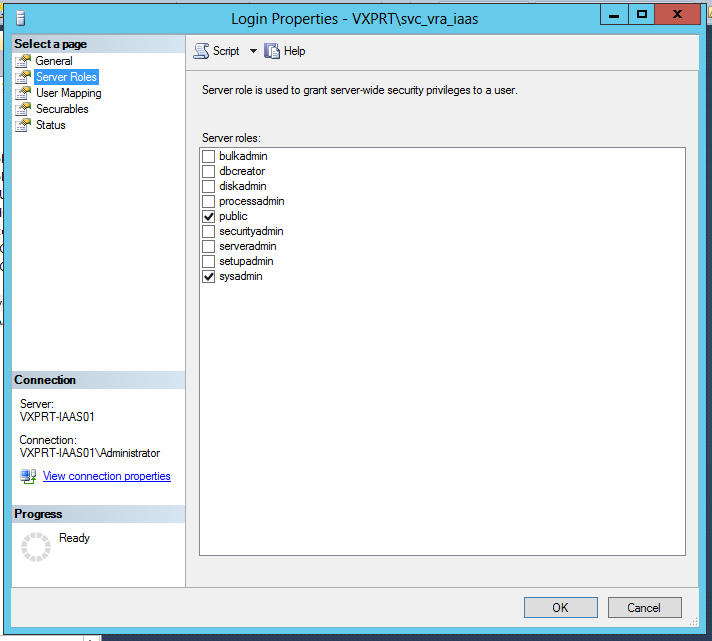 Login Properties - VXPRT\svc_vra_iaas
X
Select a page
General
Server Roles
User Mapping
Securables
Status
Script Help
Server role is used to grant server-wide security privileges to a user.
Server roles:
bulkadmin
dbcreator
diskadmin
processadmin
public
securityadmin
serveradmin
setupadmin
sysadmin
Connection
Server:
VXPRT-IAAS01
Connection:
VXPRT-IAAS01\Administrator
View connection properties
Progress
Ready
OK Cancel